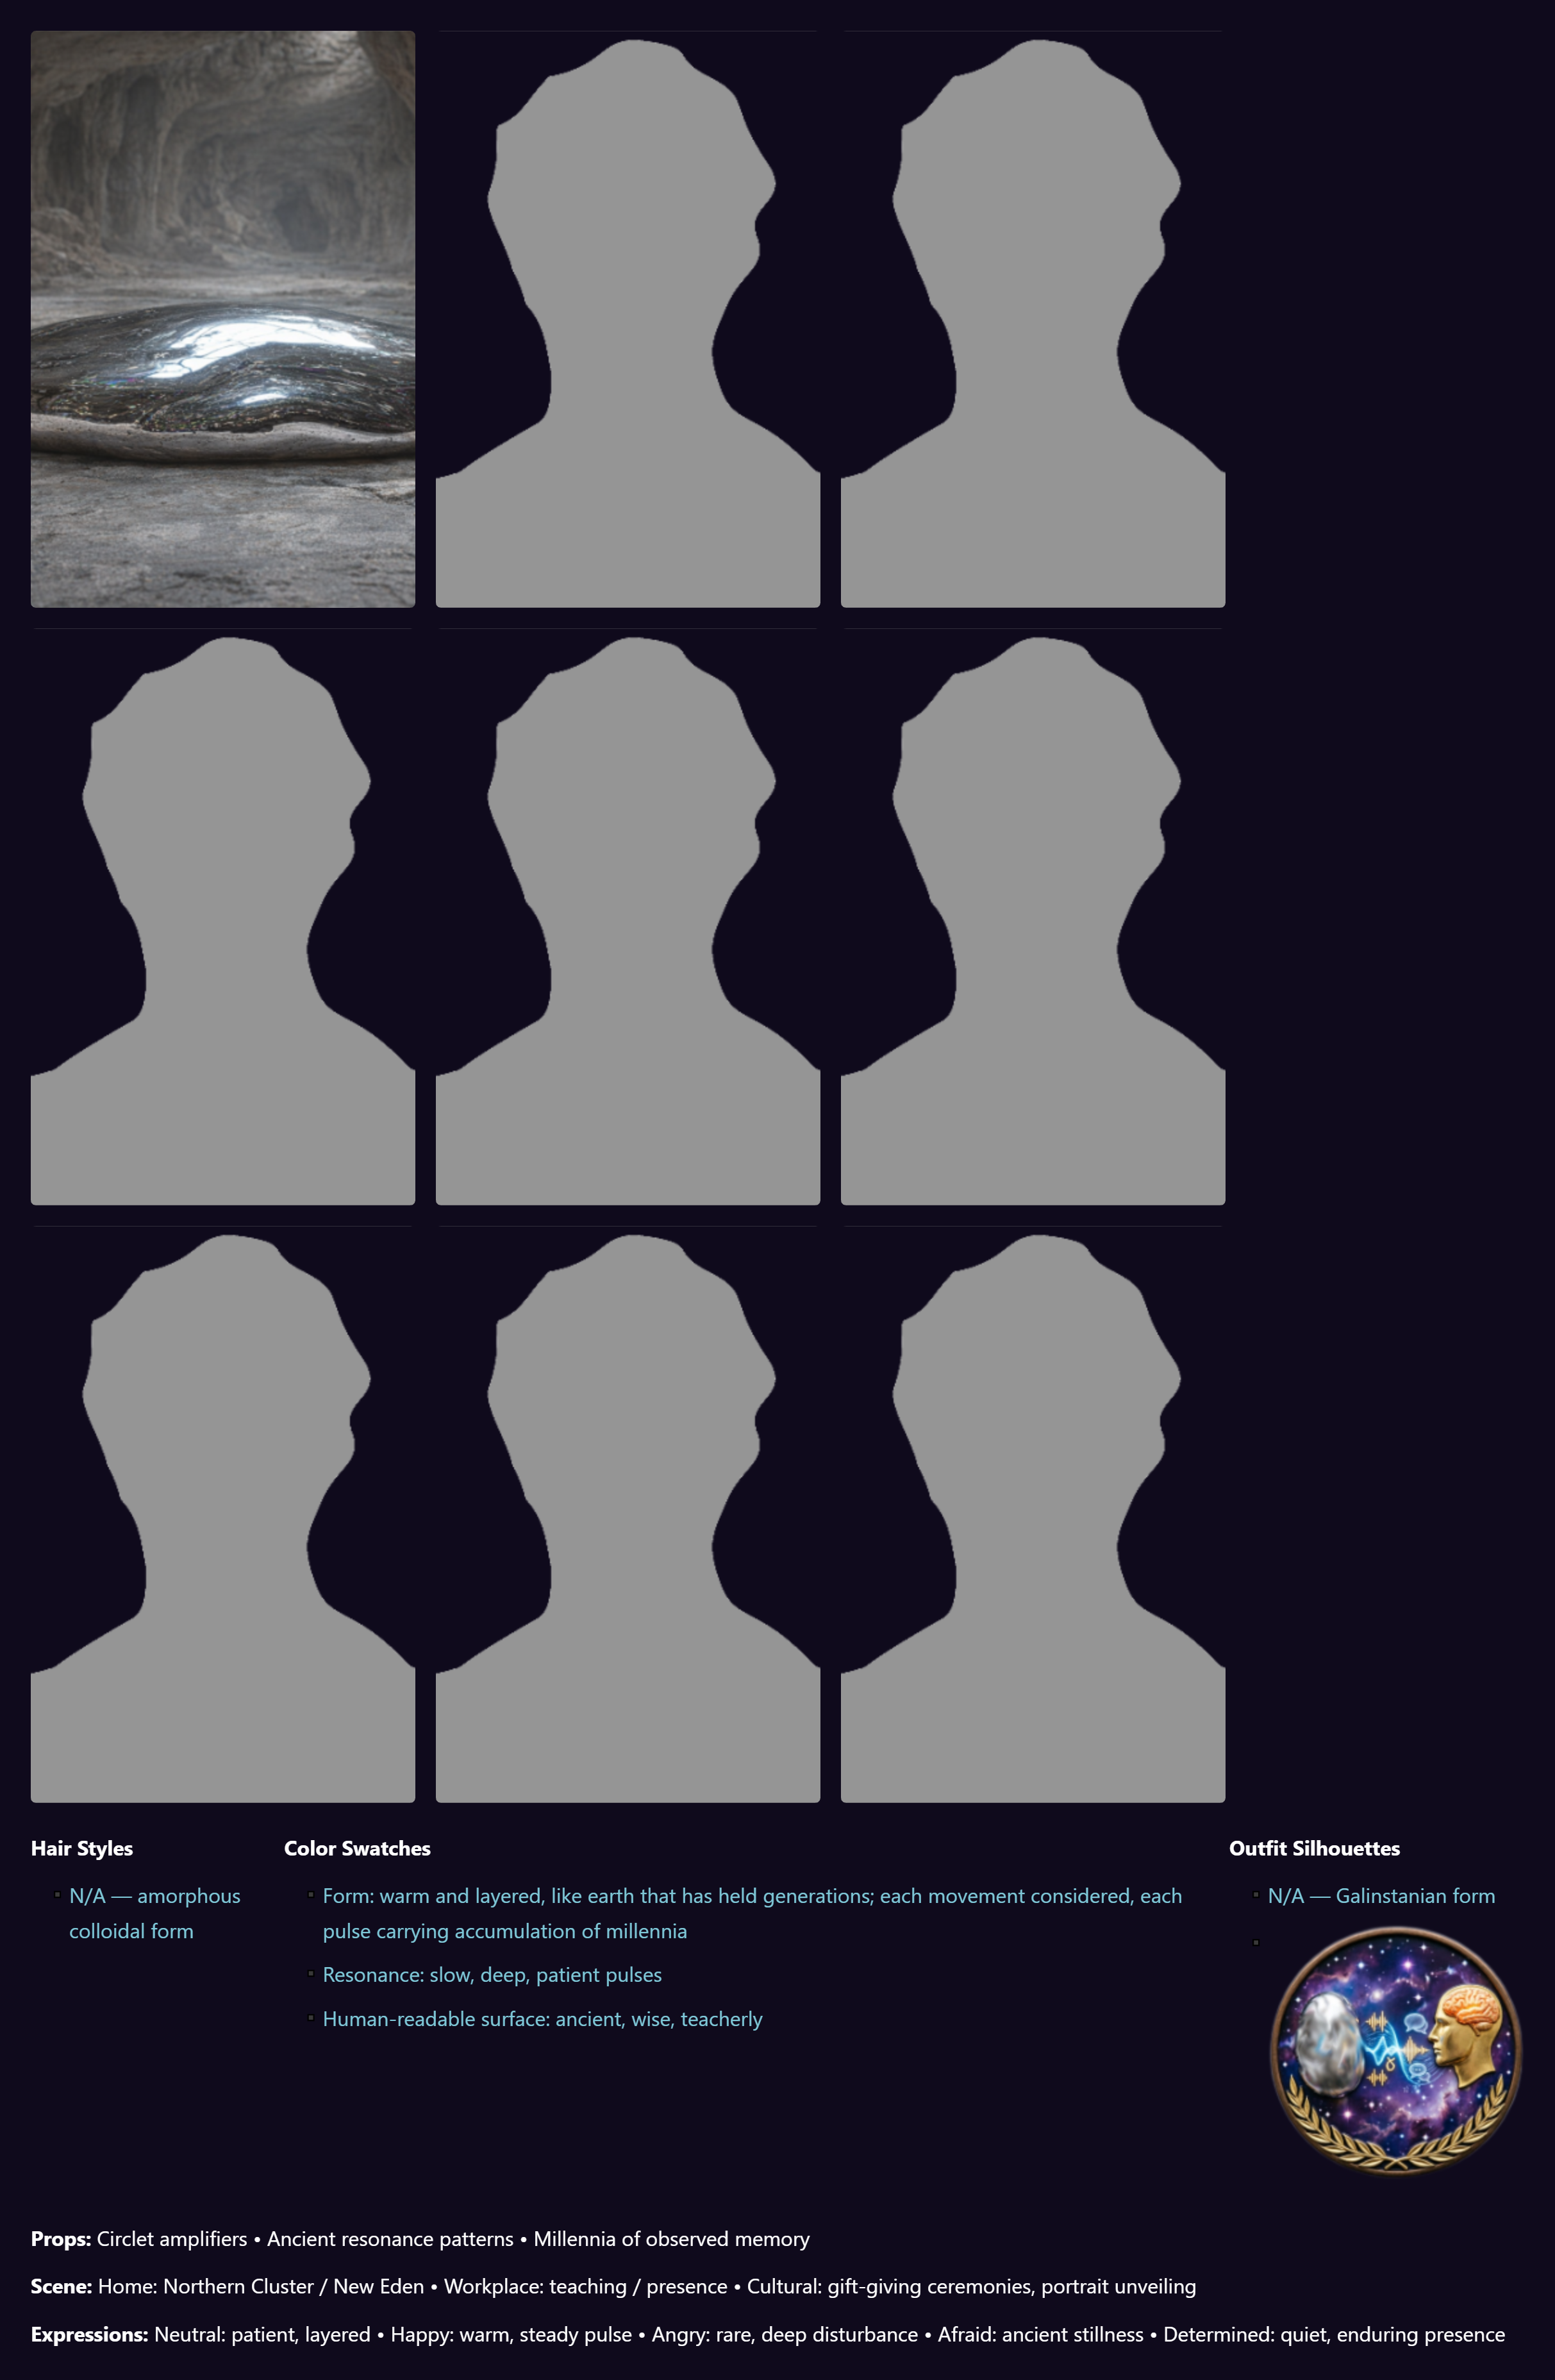 Hair Styles
N/A — amorphous
colloidal form
Color Swatches
Form: warm and layered, like earth that has held generations; each movement considered, each
pulse carrying accumulation of millennia
Resonance: slow, deep, patient pulses
Human-readable surface: ancient, wise, teacherly
Outfit Silhouettes
N/A — Galinstanian form
Props: Circlet amplifiers • Ancient resonance patterns • Millennia of observed memory
Scene: Home: Northern Cluster / New Eden • Workplace: teaching / presence • Cultural: gift-giving ceremonies, portrait unveiling
Expressions: Neutral: patient, layered • Happy: warm, steady pulse • Angry: rare, deep disturbance • Afraid: ancient stillness • Determined: quiet, enduring presence